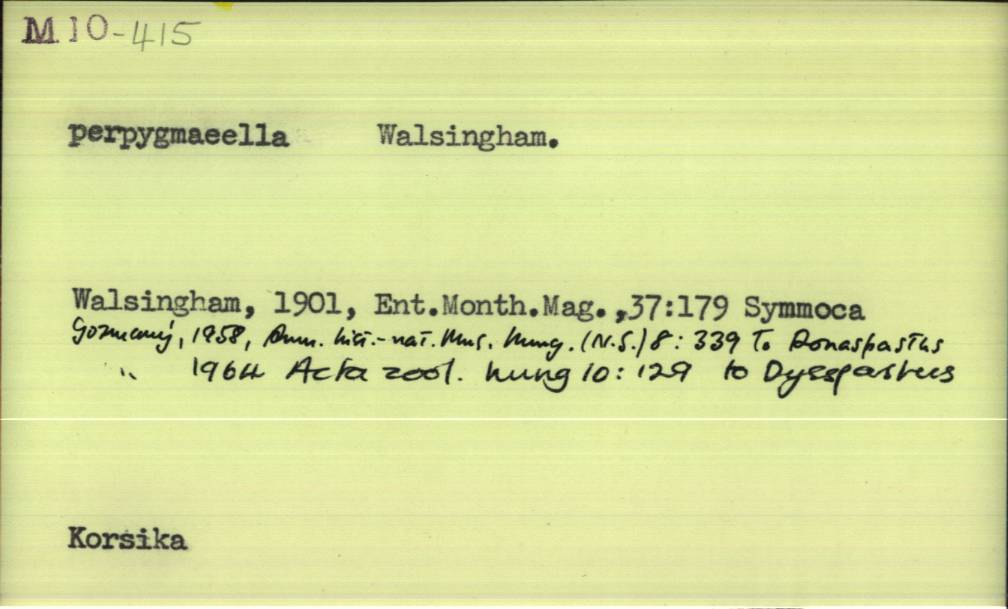 M 10-415
perpygmaeella Walsingham.
Walsingham, 1901, Ent.Month.Mag.,37:179 Symmoca
Gozmány, 1958, Ann. hist.-nat. Mus. Hung. (N.S.) 8: 339 To Donaspastus
" 1964 Acta zool. hung 10: 129 to Dysspastus
Korsika